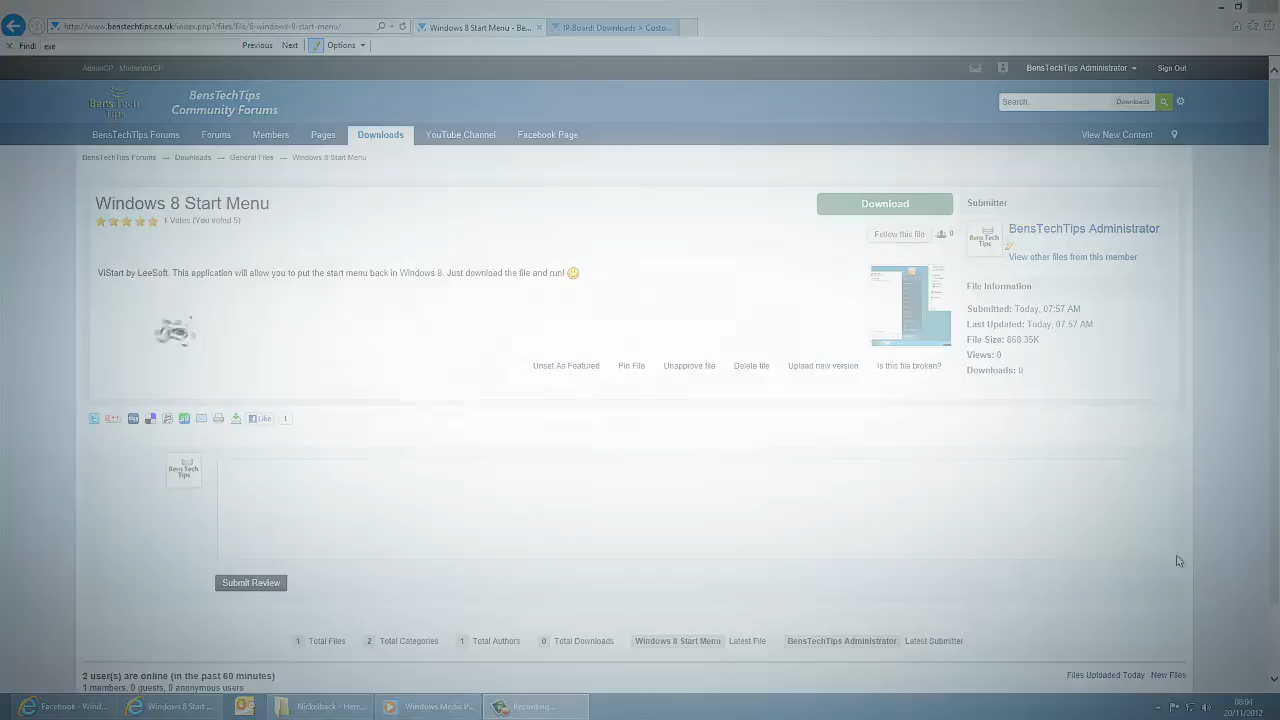 http://www.benstechtips.co.uk/index.php?/files/file/6-windows-8-start-menu/
Windows 8 Start Menu - Be...
IP.Board: Downloads > Custo...
Find: exe
Previous Next Options
AdminCP ModeratorCP
BensTechTips Administrator Sign Out
Bens Tech Tips
BensTechTips
Community Forums
Search... Downloads
BensTechTips Forums Forums Members Pages Downloads YouTube Channel Facebook Page View New Content
BensTechTips Forums → Downloads → General Files → Windows 8 Start Menu
Windows 8 Start Menu
1 Votes (You voted 5)
Download
Follow this file 0
Submitter
Bens Tech Tips
BensTechTips Administrator
View other files from this member
ViStart by LeeSoft. This application will allow you to put the start menu back in Windows 8. Just download the file and run!
File Information
Submitted: Today, 07:57 AM
Last Updated: Today, 07:57 AM
File Size: 868.35K
Views: 0
Downloads: 0
Unset As Featured Pin File Unapprove file Delete file Upload new version Is this file broken?
Like 1
Bens Tech Tips
Submit Review
1 Total Files 2 Total Categories 1 Total Authors 0 Total Downloads Windows 8 Start Menu Latest File BensTechTips Administrator Latest Submitter
2 user(s) are online (in the past 60 minutes)
1 members, 0 guests, 0 anonymous users
Files Uploaded Today New Files
Facebook - Wind... Windows 8 Start ... Nickelback - Here... Windows Media P... Recording...
08:04
20/11/2012